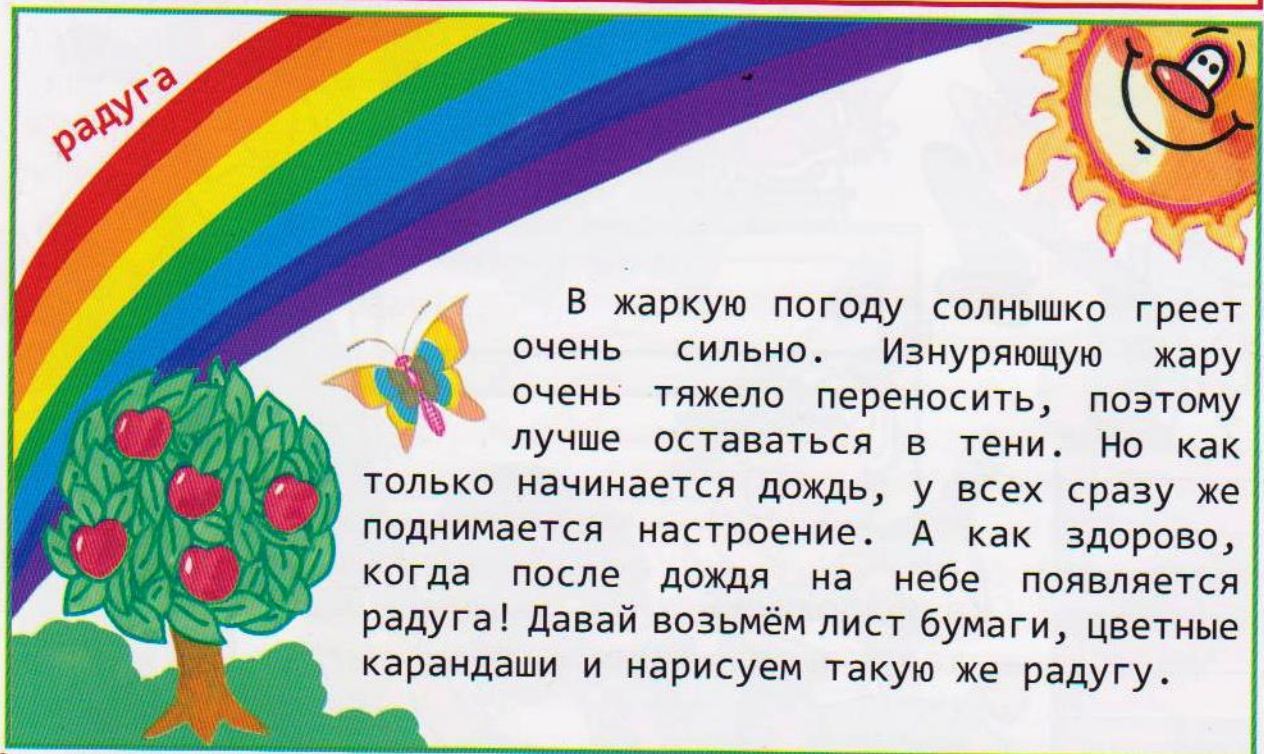 радуга
В жаркую погоду солнышко греет
очень сильно. Изнуряющую жару
очень тяжело переносить, поэтому
лучше оставаться в тени. Но как
только начинается дождь, у всех сразу же
поднимается настроение. А как здорово,
когда после дождя на небе появляется
радуга! Давай возьмём лист бумаги, цветные
карандаши и нарисуем такую же радугу.